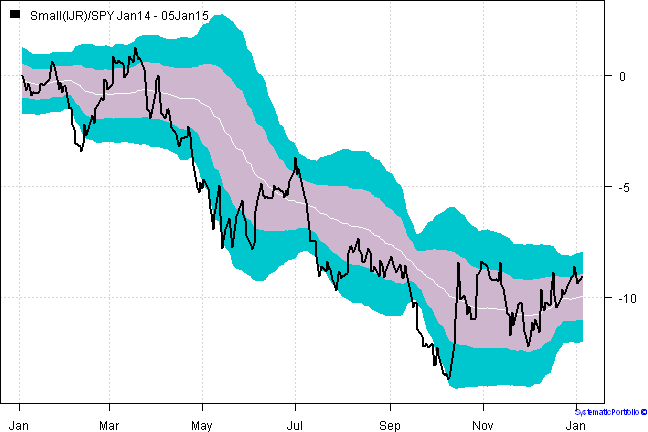 Small(IJR)/SPY Jan14 - 05Jan15
0
-5
-10
Jan Mar May Jul Sep Nov Jan
SystematicPortfolio ©